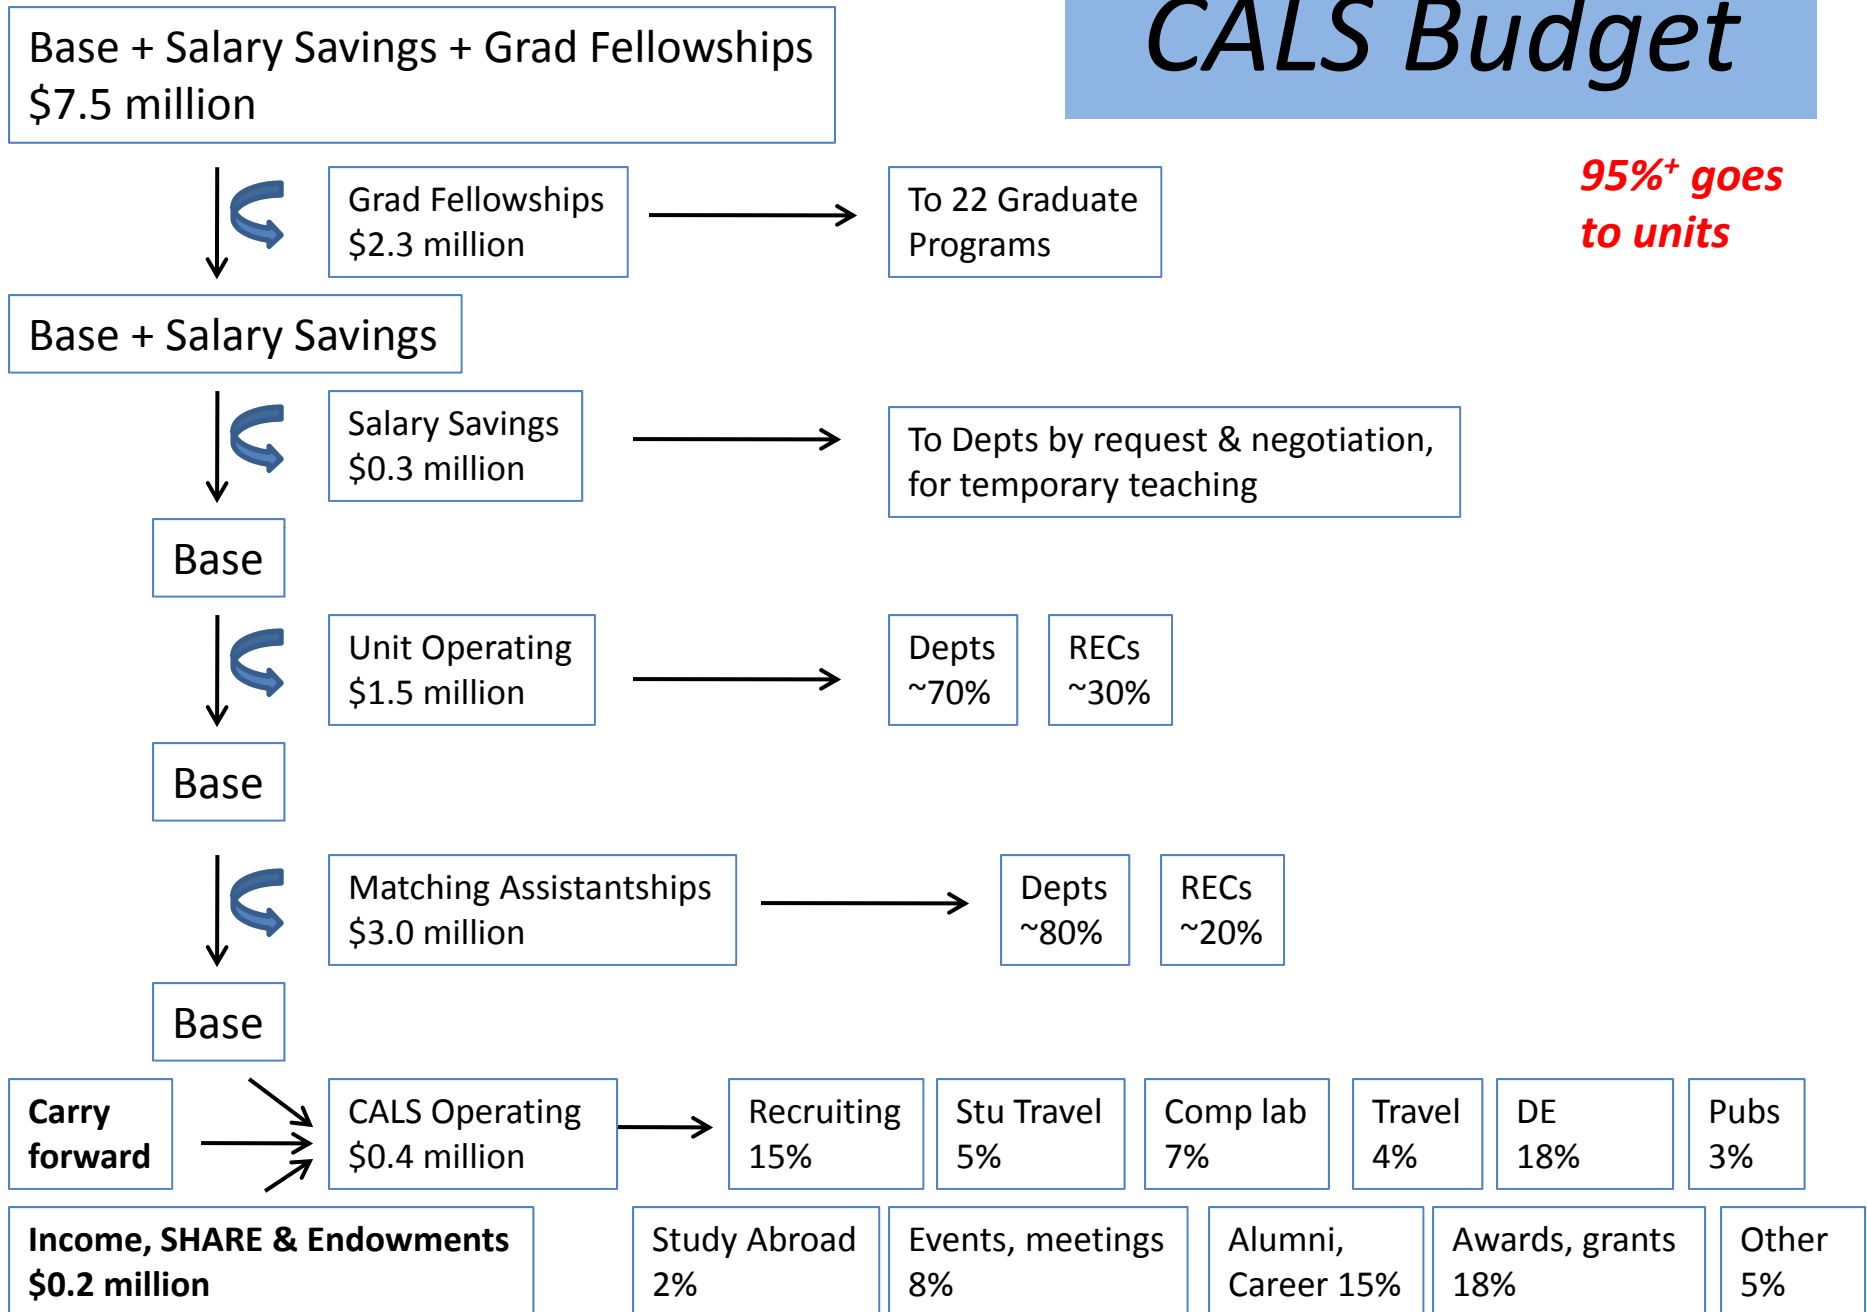 CALS Budget
Base + Salary Savings + Grad Fellowships
$7.5 million
95%+ goes
to units
Grad Fellowships
$2.3 million
To 22 Graduate
Programs
Base + Salary Savings
Salary Savings
$0.3 million
To Depts by request & negotiation,
for temporary teaching
Base
Unit Operating
$1.5 million
Depts
~70%
RECs
~30%
Base
Matching Assistantships
$3.0 million
Depts
~80%
RECs
~20%
Base
Carry
forward
CALS Operating
$0.4 million
Recruiting
15%
Stu Travel
5%
Comp lab
7%
Travel
4%
DE
18%
Pubs
3%
Income, SHARE & Endowments
$0.2 million
Study Abroad
2%
Events, meetings
8%
Alumni,
Career 15%
Awards, grants
18%
Other
5%